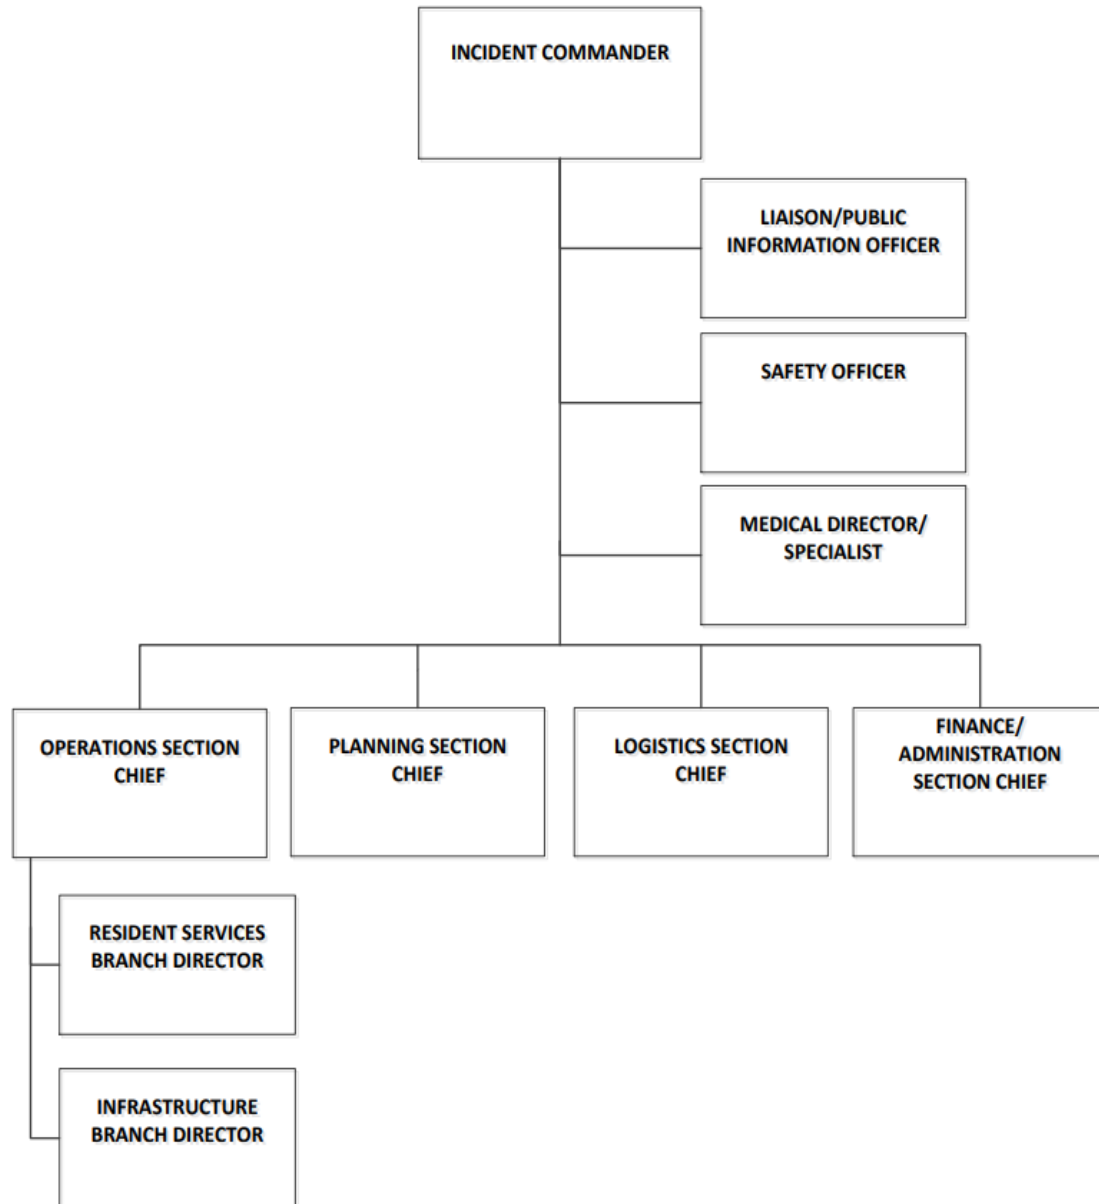 INCIDENT COMMANDER
LIAISON/PUBLIC
INFORMATION OFFICER
SAFETY OFFICER
MEDICAL DIRECTOR/
SPECIALIST
OPERATIONS SECTION
CHIEF
PLANNING SECTION
CHIEF
LOGISTICS SECTION
CHIEF
FINANCE/
ADMINISTRATION
SECTION CHIEF
RESIDENT SERVICES
BRANCH DIRECTOR
INFRASTRUCTURE
BRANCH DIRECTOR